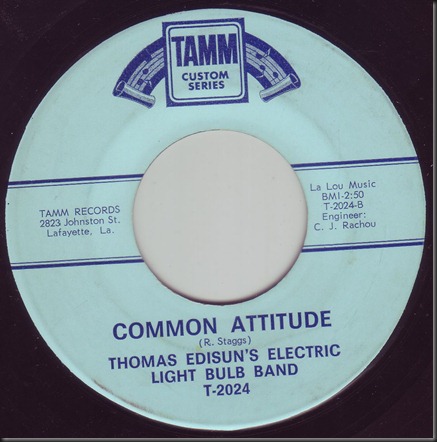 TAMM
CUSTOM
SERIES
TAMM RECORDS
2823 Johnston St.
Lafayette, La.
La Lou Music
BMI-2:50
T-2024-B
Engineer:
C. J. Rachou
COMMON ATTITUDE
(R. Staggs)
THOMAS EDISUN'S ELECTRIC
LIGHT BULB BAND
T-2024